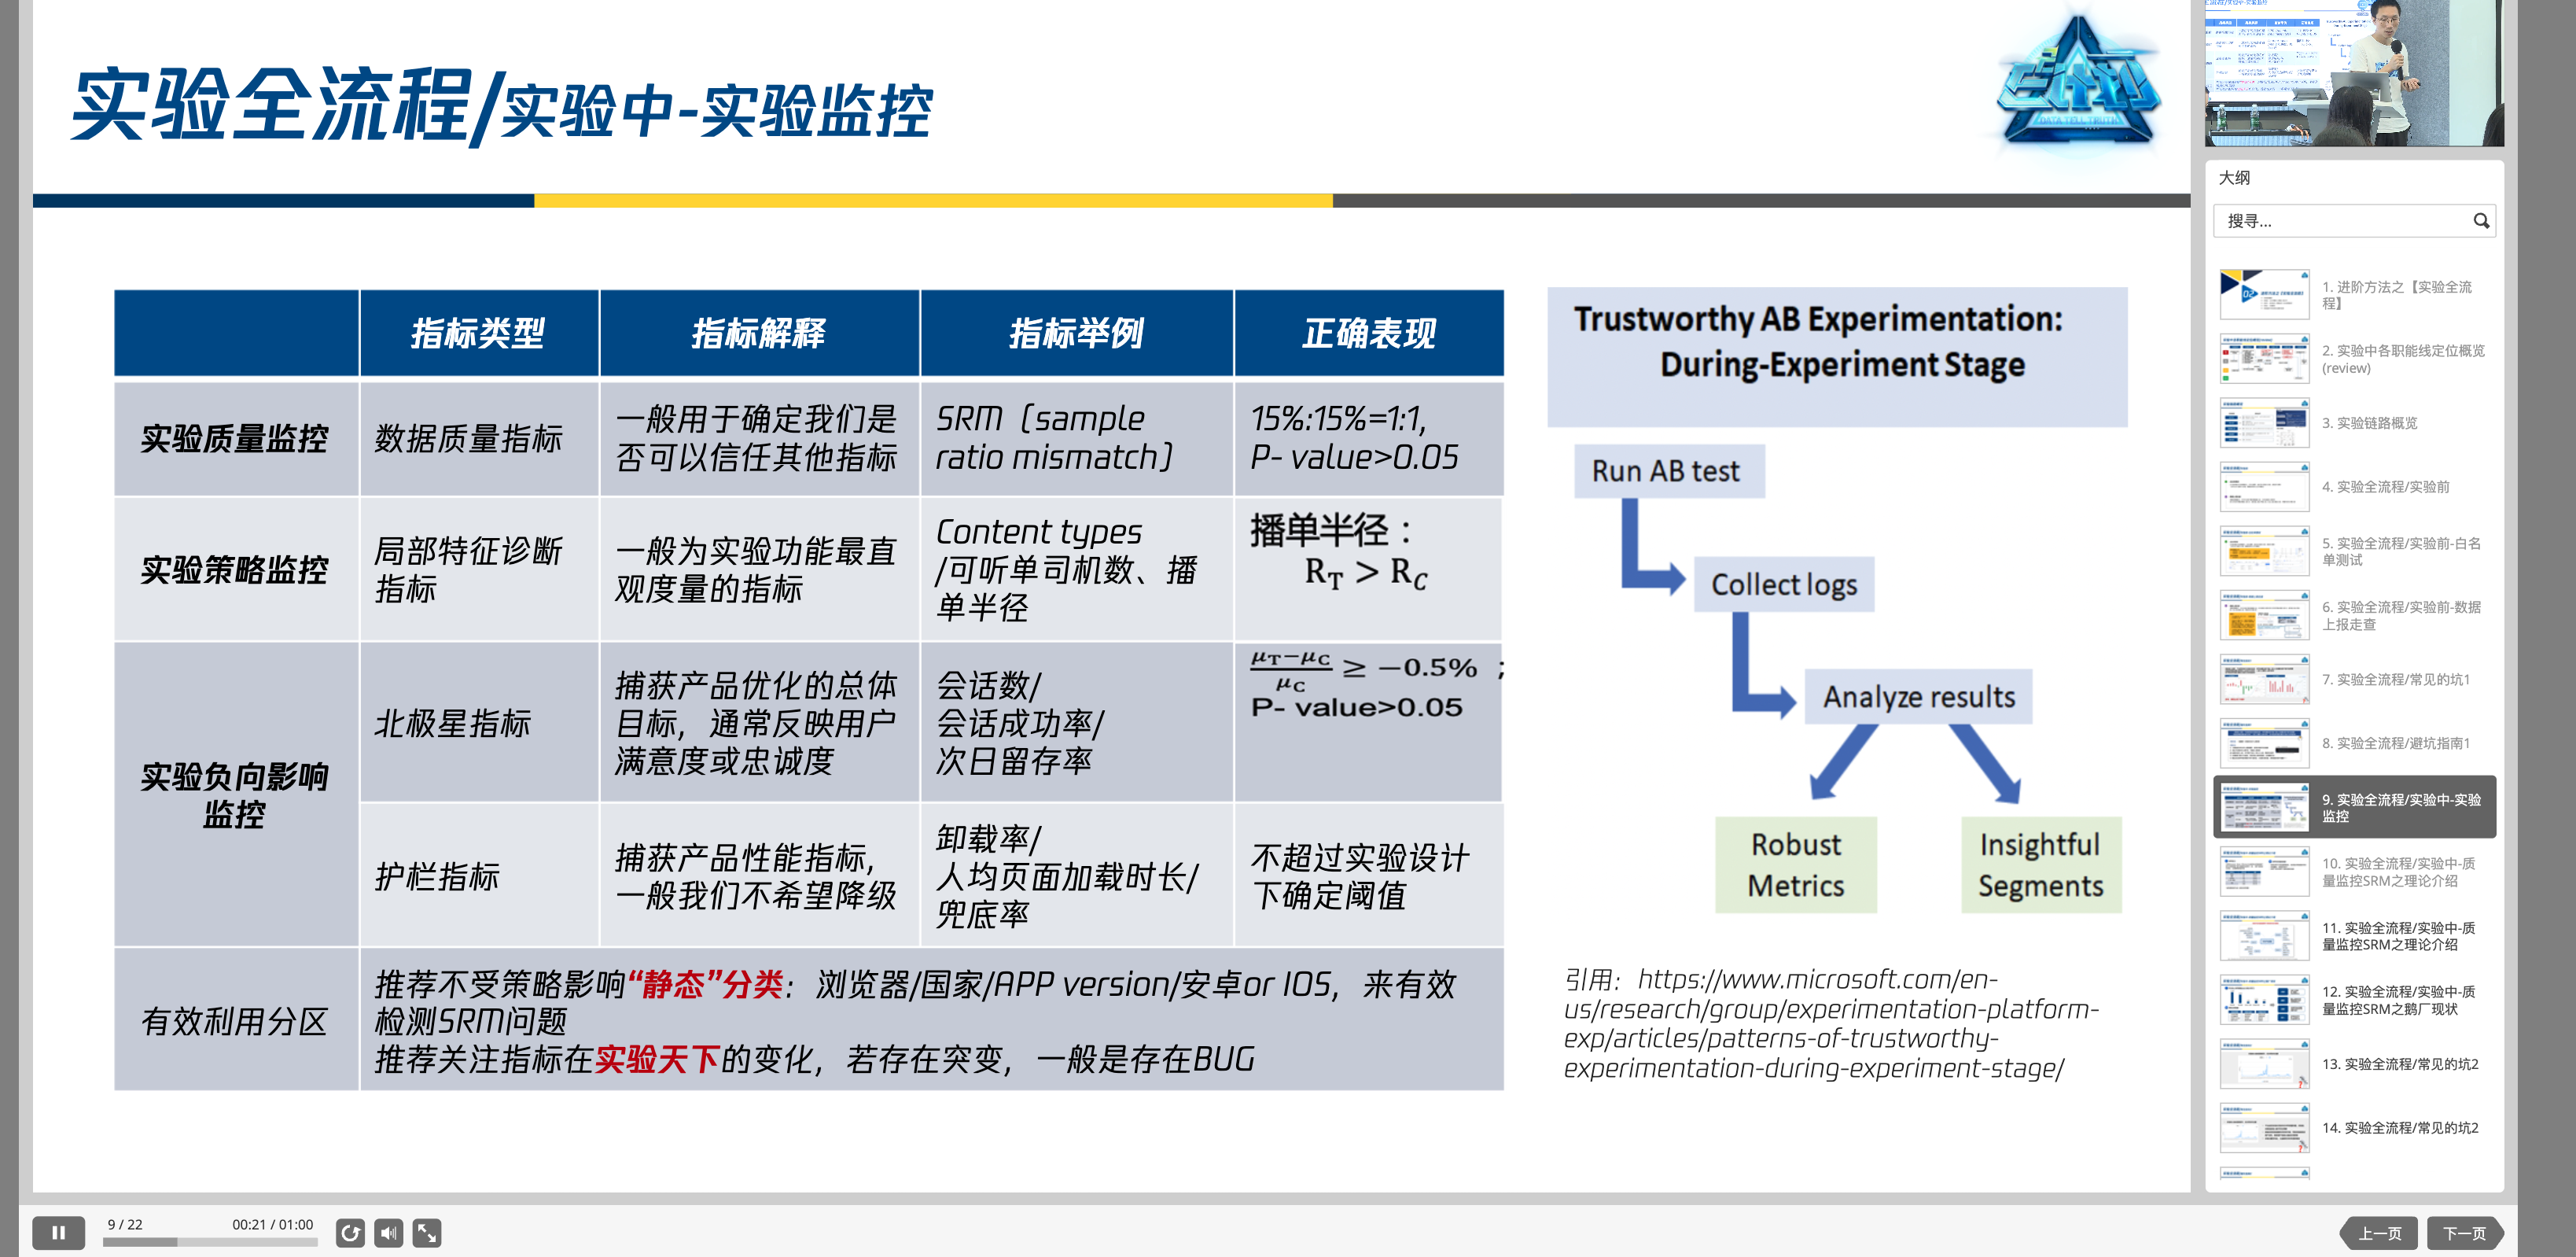 实验全流程/实验中-实验监控
DATA TELL TRUTH
指标类型
指标解释
指标举例
正确表现
实验质量监控
数据质量指标
一般用于确定我们是
否可以信任其他指标
SRM（sample
ratio mismatch）
15%:15%=1:1,
P- value>0.05
实验策略监控
局部特征诊断
指标
一般为实验功能最直
观度量的指标
Content types
/可听单司机数、播
单半径
播单半径：
R_T > R_C
实验负向影响
监控
北极星指标
捕获产品优化的总体
目标，通常反映用户
满意度或忠诚度
会话数/
会话成功率/
次日留存率
(μ_T−μ_C)/μ_C ≥ −0.5% ;
P- value>0.05
护栏指标
捕获产品性能指标，
一般我们不希望降级
卸载率/
人均页面加载时长/
兜底率
不超过实验设计
下确定阈值
有效利用分区
推荐不受策略影响“静态”分类：浏览器/国家/APP version/安卓or IOS，来有效
检测SRM问题
推荐关注指标在实验天下的变化，若存在突变，一般是存在BUG
Trustworthy AB Experimentation:
During-Experiment Stage
Run AB test
Collect logs
Analyze results
Robust
Metrics
Insightful
Segments
引用：https://www.microsoft.com/en-
us/research/group/experimentation-platform-
exp/articles/patterns-of-trustworthy-
experimentation-during-experiment-stage/
大纲
搜寻...
1. 进阶方法之【实验全流
程】
2. 实验中各职能线定位概览
(review)
3. 实验链路概览
4. 实验全流程/实验前
5. 实验全流程/实验前-白名
单测试
6. 实验全流程/实验前-数据
上报走查
7. 实验全流程/常见的坑1
8. 实验全流程/避坑指南1
9. 实验全流程/实验中-实验
监控
10. 实验全流程/实验中-质
量监控SRM之理论介绍
11. 实验全流程/实验中-质
量监控SRM之理论介绍
12. 实验全流程/实验中-质
量监控SRM之鹅厂现状
13. 实验全流程/常见的坑2
14. 实验全流程/常见的坑2
9 / 22
00:21 / 01:00
上一页
下一页